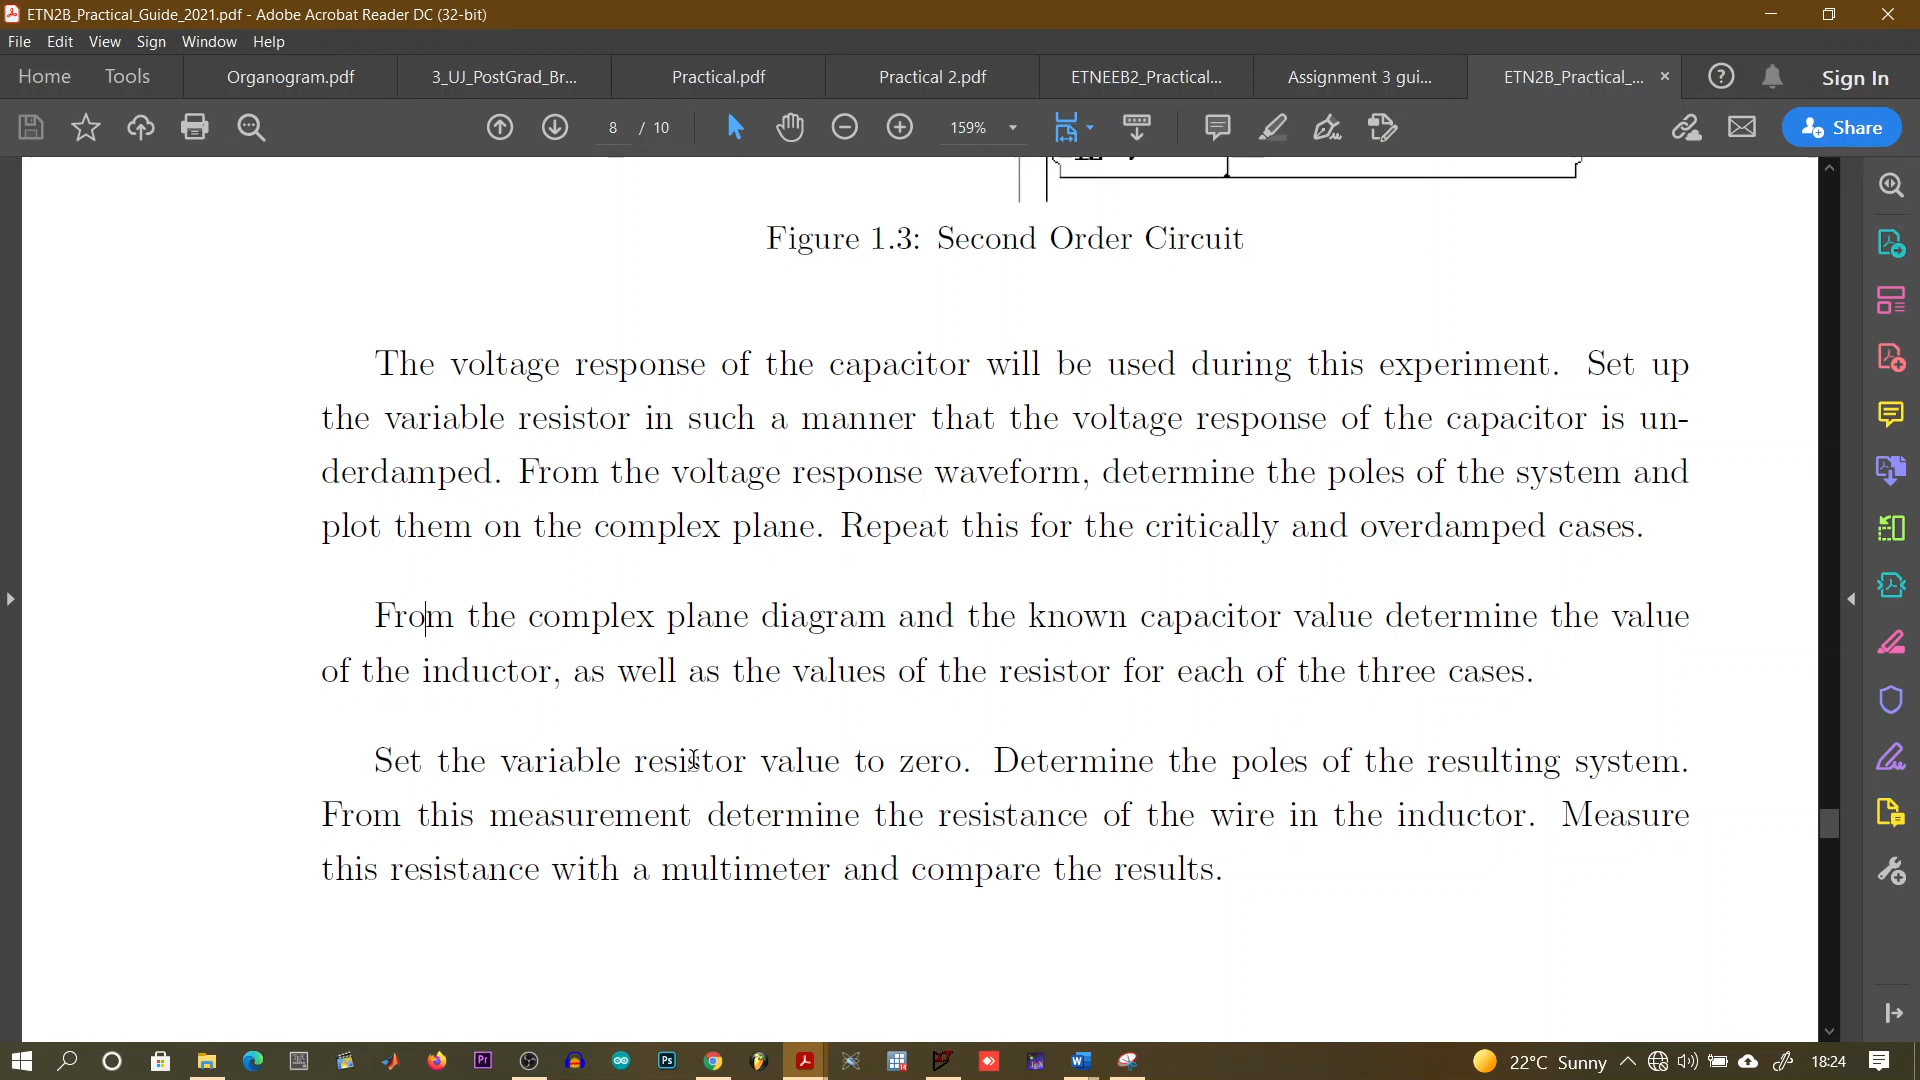 ETN2B_Practical_Guide_2021.pdf - Adobe Acrobat Reader DC (32-bit)
File Edit View Sign Window Help
Home Tools Organogram.pdf 3_UJ_PostGrad_Br... Practical.pdf Practical 2.pdf ETNEEB2_Practical... Assignment 3 gui... ETN2B_Practical_... × Sign In
8 / 10 159% Share
Figure 1.3: Second Order Circuit
The voltage response of the capacitor will be used during this experiment. Set up
the variable resistor in such a manner that the voltage response of the capacitor is un-
derdamped. From the voltage response waveform, determine the poles of the system and
plot them on the complex plane. Repeat this for the critically and overdamped cases.
From the complex plane diagram and the known capacitor value determine the value
of the inductor, as well as the values of the resistor for each of the three cases.
Set the variable resistor value to zero. Determine the poles of the resulting system.
From this measurement determine the resistance of the wire in the inductor. Measure
this resistance with a multimeter and compare the results.
22°C Sunny 18:24